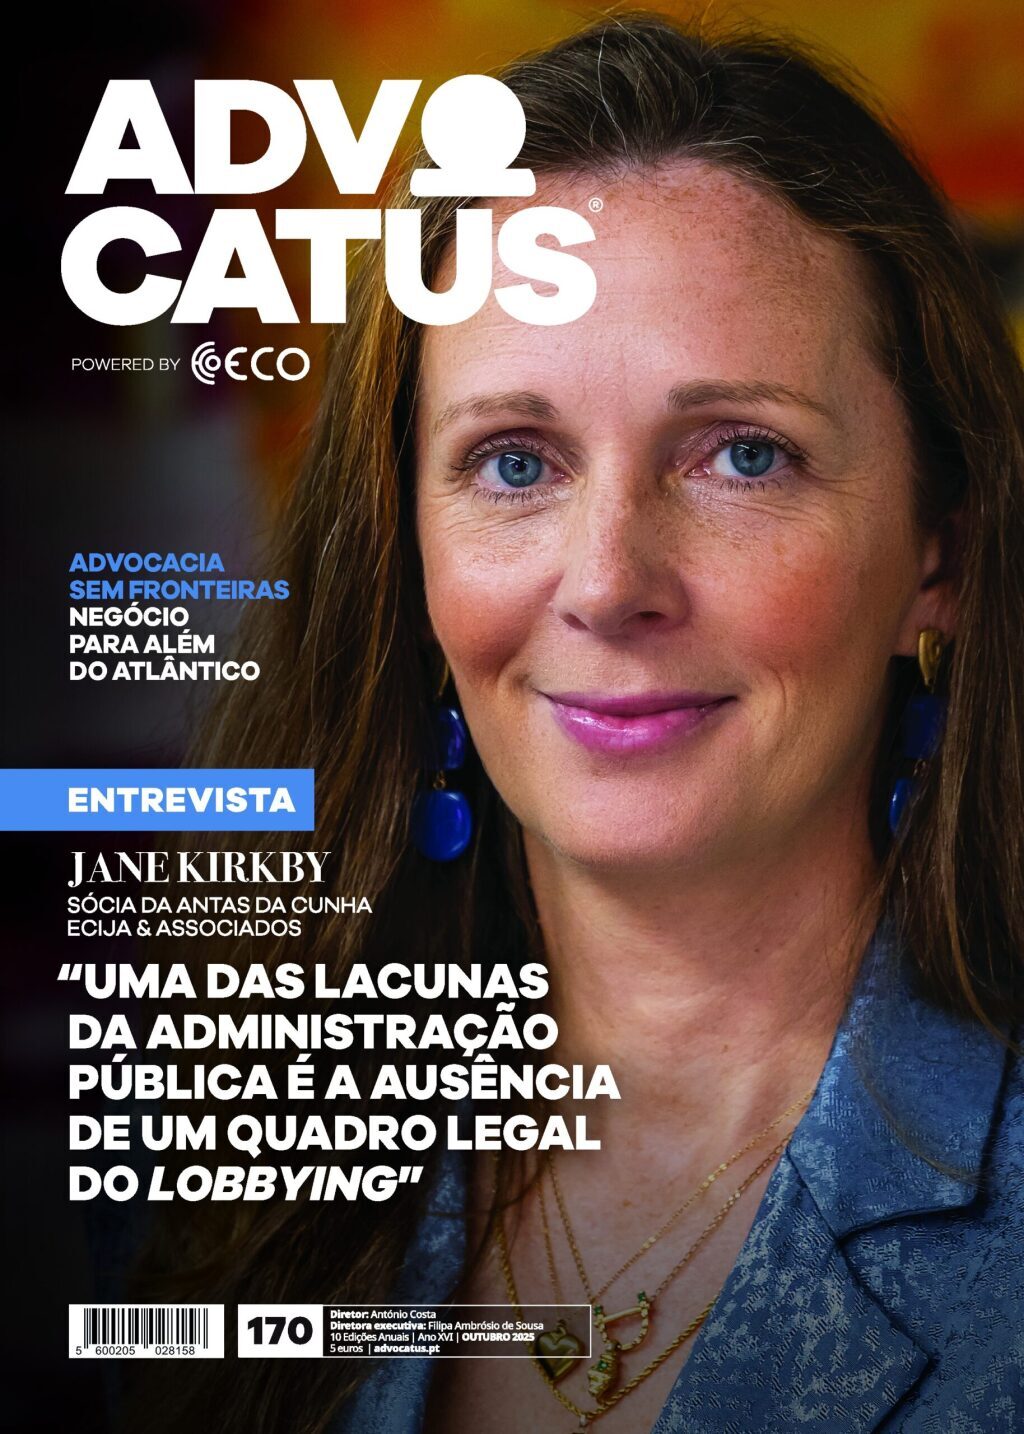 ADVO
CATUS®
POWERED BY ECO
ADVOCACIA
SEM FRONTEIRAS
NEGÓCIO
PARA ALÉM
DO ATLÂNTICO
ENTREVISTA
JANE KIRKBY
SÓCIA DA ANTAS DA CUNHA
ECIJA & ASSOCIADOS
“UMA DAS LACUNAS
DA ADMINISTRAÇÃO
PÚBLICA É A AUSÊNCIA
DE UM QUADRO LEGAL
DO LOBBYING”
5 600205 028158
170
Diretor: António Costa
Diretora executiva: Filipa Ambrósio de Sousa
10 Edições Anuais | Ano XVI | OUTUBRO 2025
5 euros | advocatus.pt